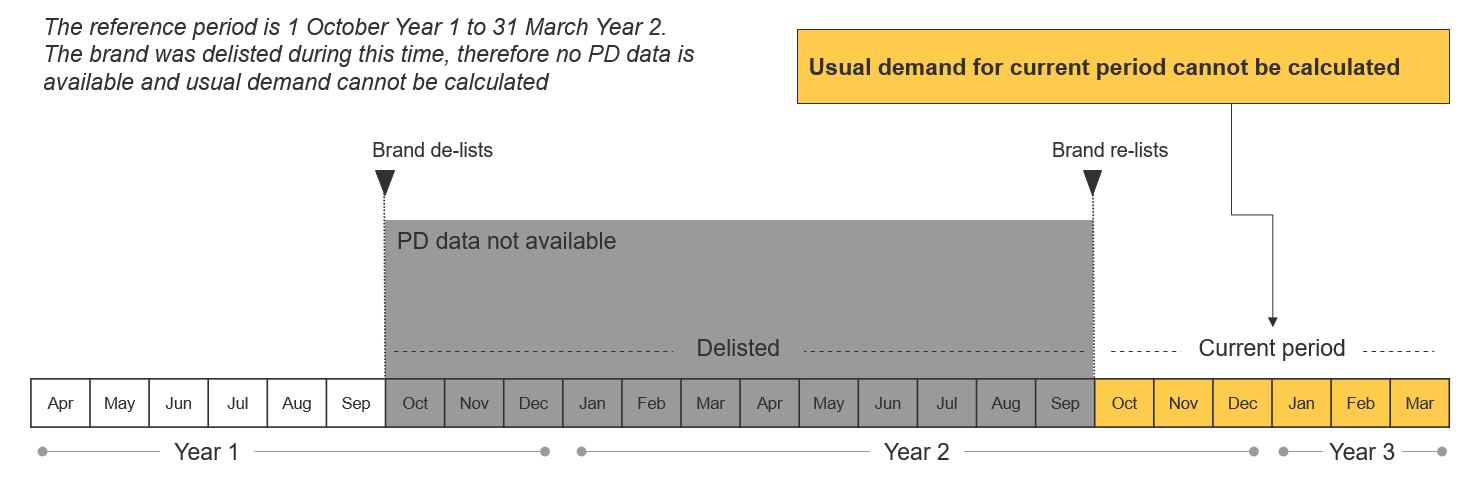 The reference period is 1 October Year 1 to 31 March Year 2.
The brand was delisted during this time, therefore no PD data is
available and usual demand cannot be calculated
Usual demand for current period cannot be calculated
Brand de-lists
Brand re-lists
PD data not available
Delisted
Current period
Apr May Jun Jul Aug Sep Oct Nov Dec Jan Feb Mar Apr May Jun Jul Aug Sep Oct Nov Dec Jan Feb Mar
Year 1 Year 2 Year 3